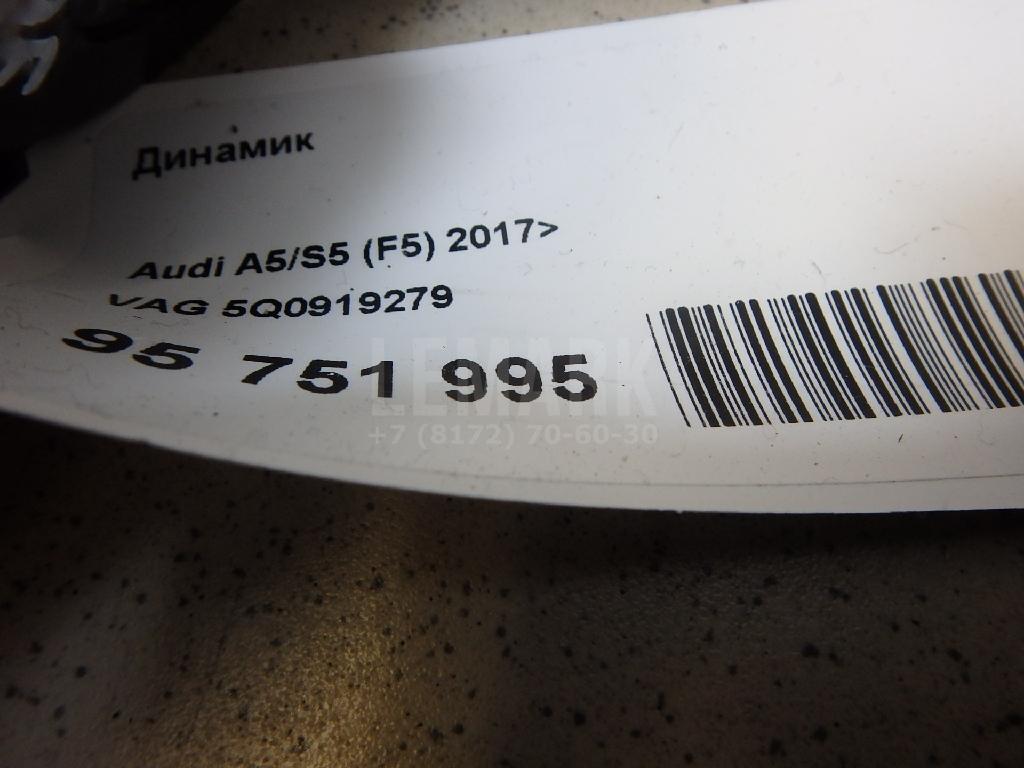 Динамик
Audi A5/S5 (F5) 2017>
VAG 5Q0919279
95 751 995
LEMARK
+7 (8172) 70-60-30